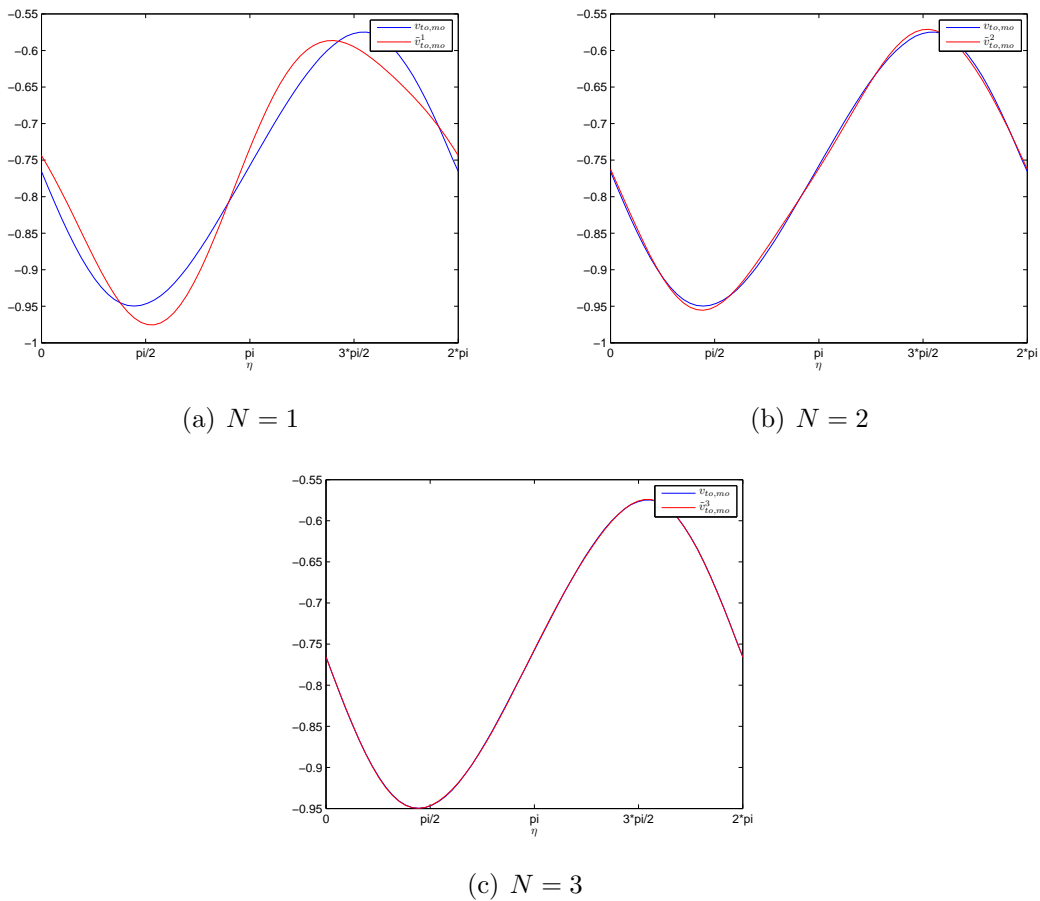 −0.55
−0.6
−0.65
−0.7
−0.75
−0.8
−0.85
−0.9
−0.95
−1
0
pi/2
pi
3*pi/2
2*pi
η
v_{to,mo}
ṽ^1_{to,mo}
(a) N = 1
−0.55
−0.6
−0.65
−0.7
−0.75
−0.8
−0.85
−0.9
−0.95
−1
0
pi/2
pi
3*pi/2
2*pi
η
v_{to,mo}
ṽ^2_{to,mo}
(b) N = 2
−0.55
−0.6
−0.65
−0.7
−0.75
−0.8
−0.85
−0.9
−0.95
0
pi/2
pi
3*pi/2
2*pi
η
v_{to,mo}
ṽ^3_{to,mo}
(c) N = 3